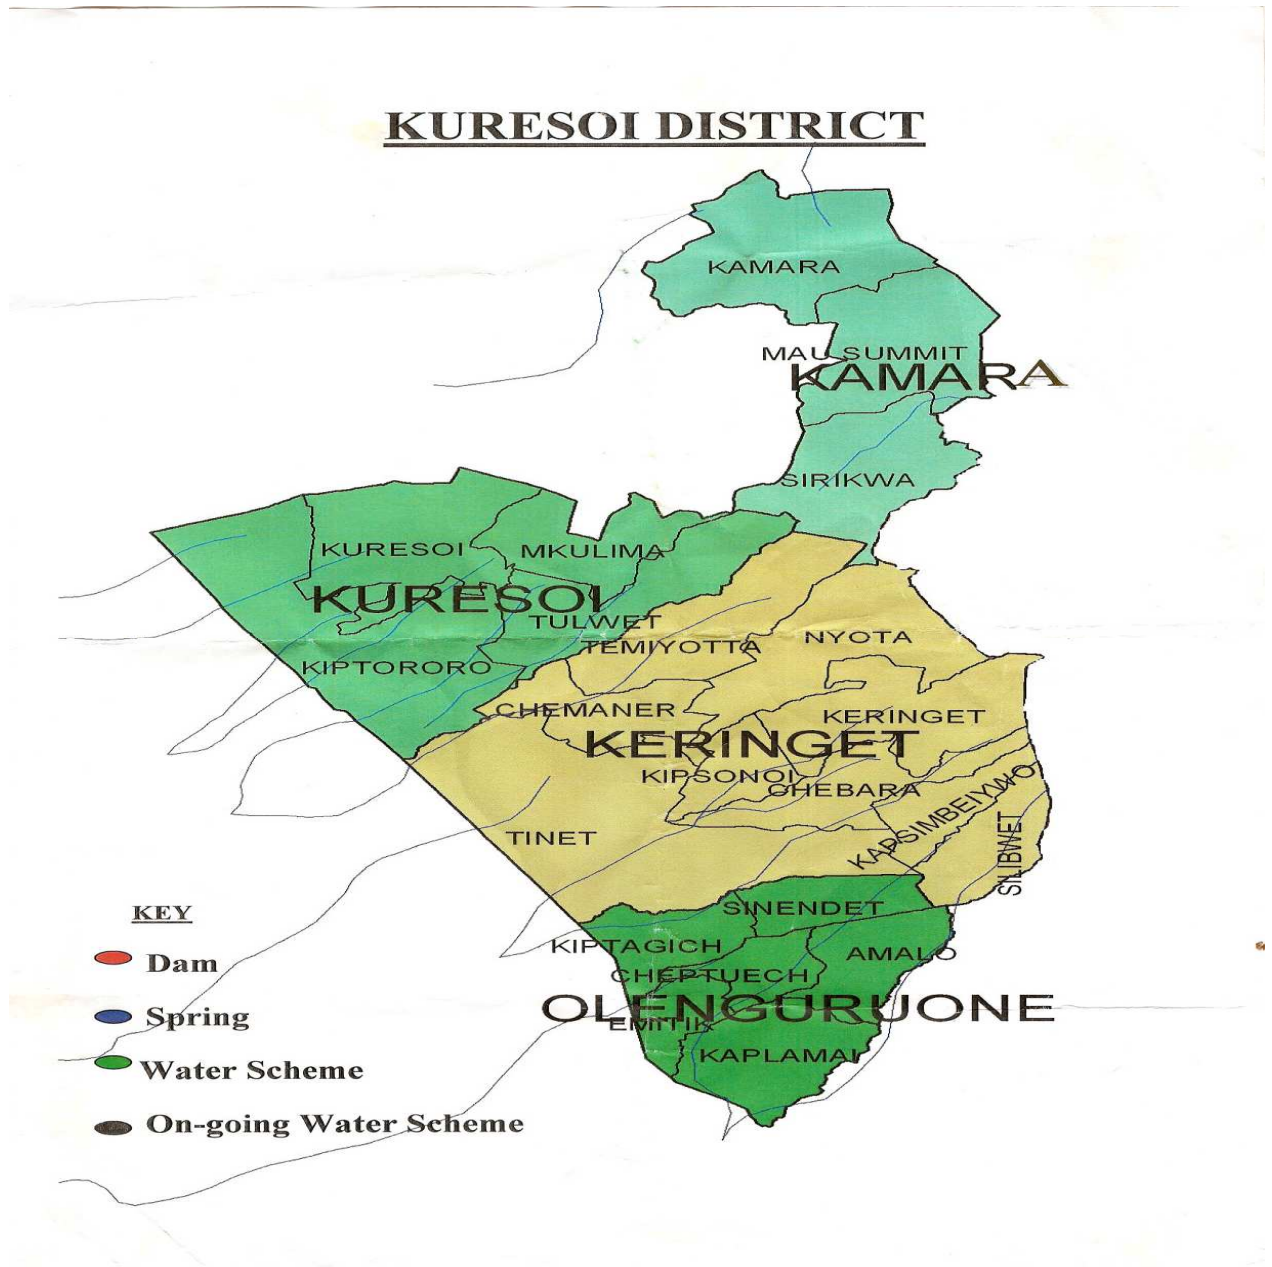 KURESOI DISTRICT
KAMARA
MAU SUMMIT
KAMARA
SIRIKWA
KURESOI
MKULIMA
KURESOI
TULWET
TEMIYOTTA
NYOTA
KIPTORORO
CHEMANER
KERINGET
KERINGET
KIPSONOI
CHEBARA
KAPSIMBEIYWO
SILIBWET
TINET
SINENDET
KIPTAGICH
AMALO
CHEPTUECH
OLENGURUONE
EMITIK
KAPLAMAI
KEY
Dam
Spring
Water Scheme
On-going Water Scheme